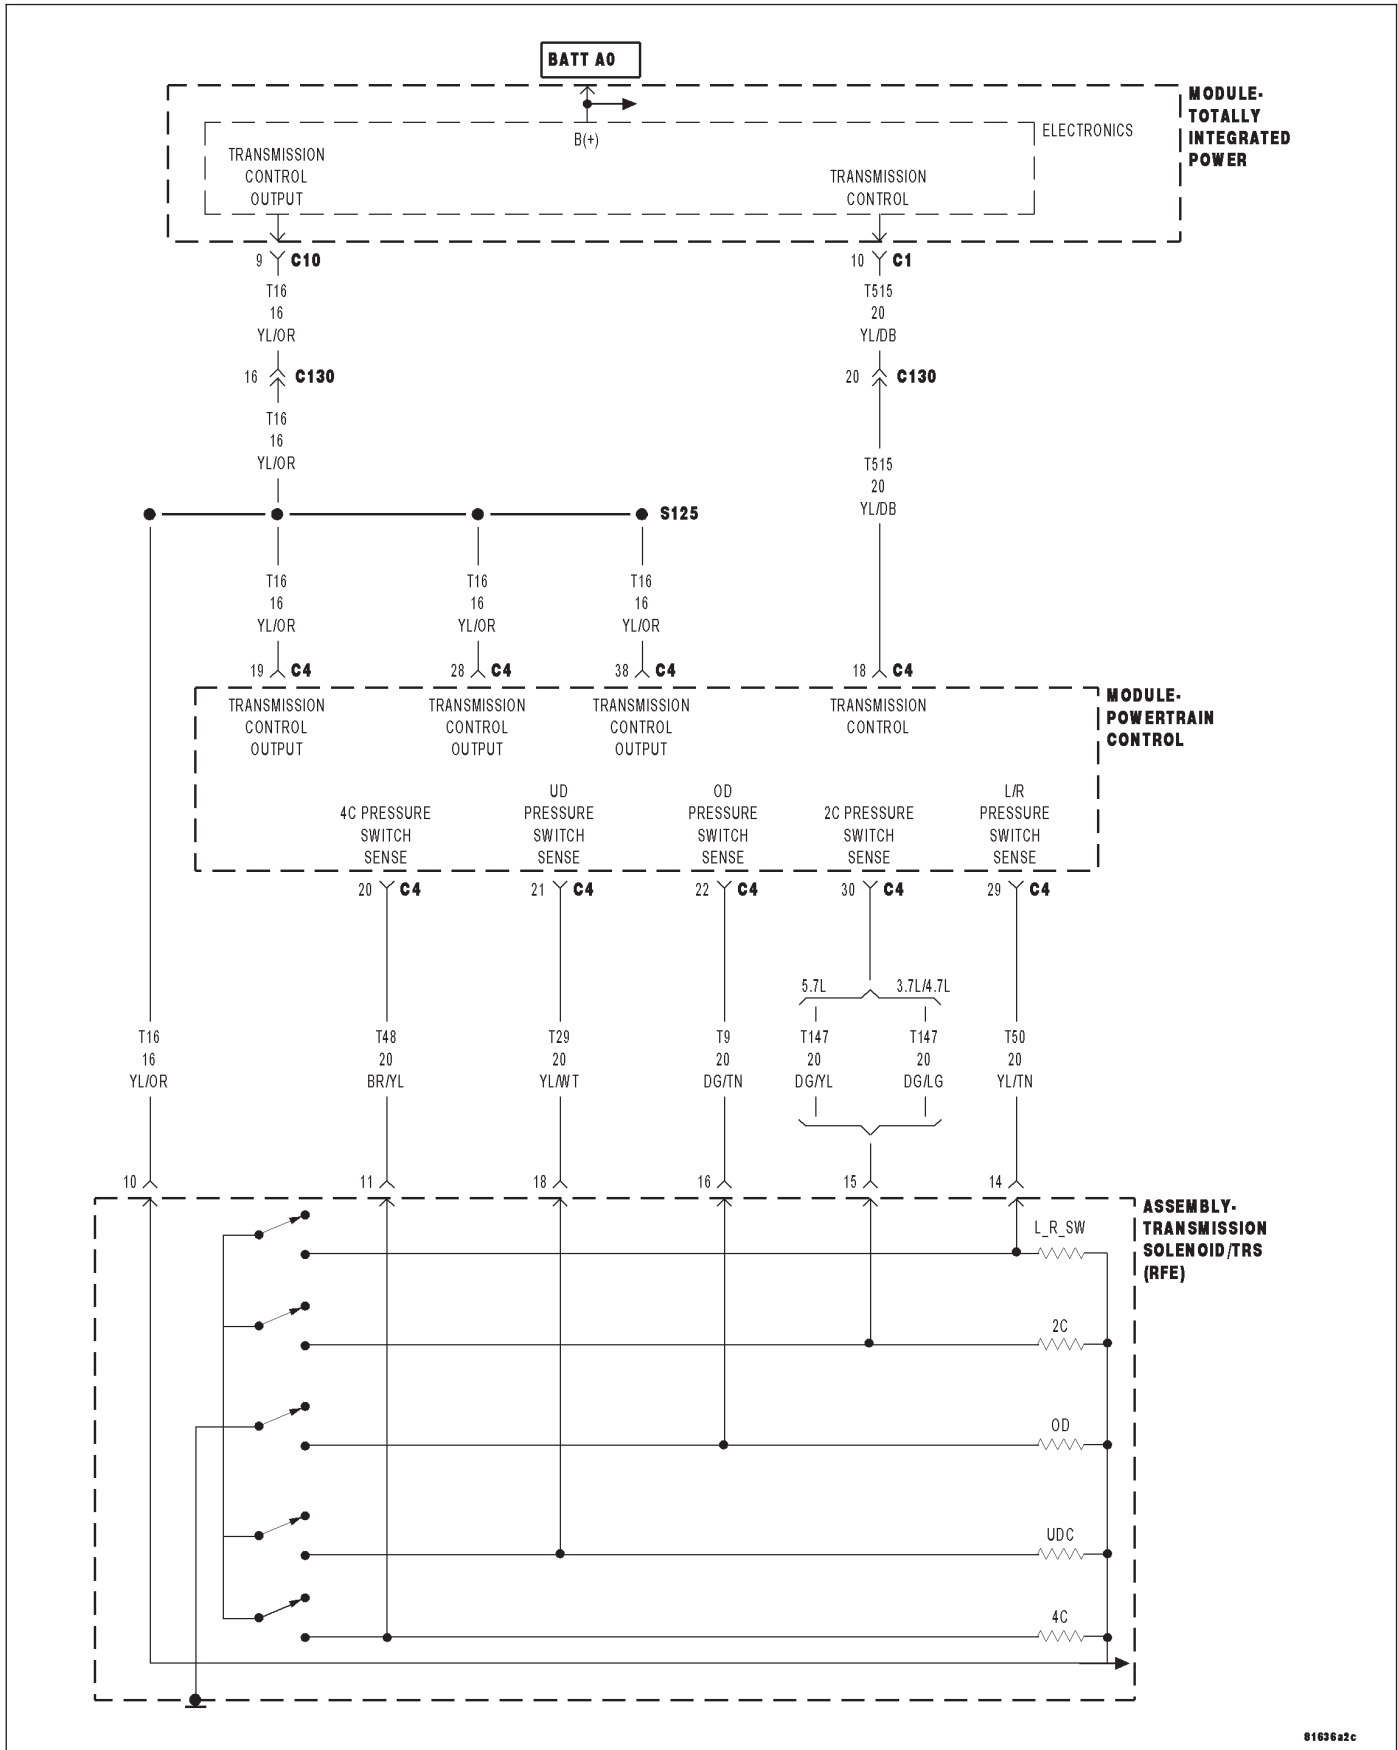 BATT A0
MODULE-
TOTALLY
INTEGRATED
POWER
ELECTRONICS
B(+)
TRANSMISSION
CONTROL
OUTPUT
TRANSMISSION
CONTROL
9 C10
10 C1
T16
16
YL/OR
T515
20
YL/DB
16 C130
20 C130
T16
16
YL/OR
T515
20
YL/DB
S125
T16
16
YL/OR
T16
16
YL/OR
T16
16
YL/OR
19 C4
28 C4
38 C4
18 C4
MODULE-
POWERTRAIN
CONTROL
TRANSMISSION
CONTROL
OUTPUT
TRANSMISSION
CONTROL
OUTPUT
TRANSMISSION
CONTROL
OUTPUT
TRANSMISSION
CONTROL
4C PRESSURE
SWITCH
SENSE
UD
PRESSURE
SWITCH
SENSE
OD
PRESSURE
SWITCH
SENSE
2C PRESSURE
SWITCH
SENSE
L/R
PRESSURE
SWITCH
SENSE
20 C4
21 C4
22 C4
30 C4
29 C4
5.7L
3.7L/4.7L
T16
16
YL/OR
T48
20
BR/YL
T29
20
YL/WT
T9
20
DG/TN
T147
20
DG/YL
T147
20
DG/LG
T50
20
YL/TN
10
11
18
16
15
14
ASSEMBLY-
TRANSMISSION
SOLENOID/TRS
(RFE)
L_R_SW
2C
OD
UDC
4C
81636a2c